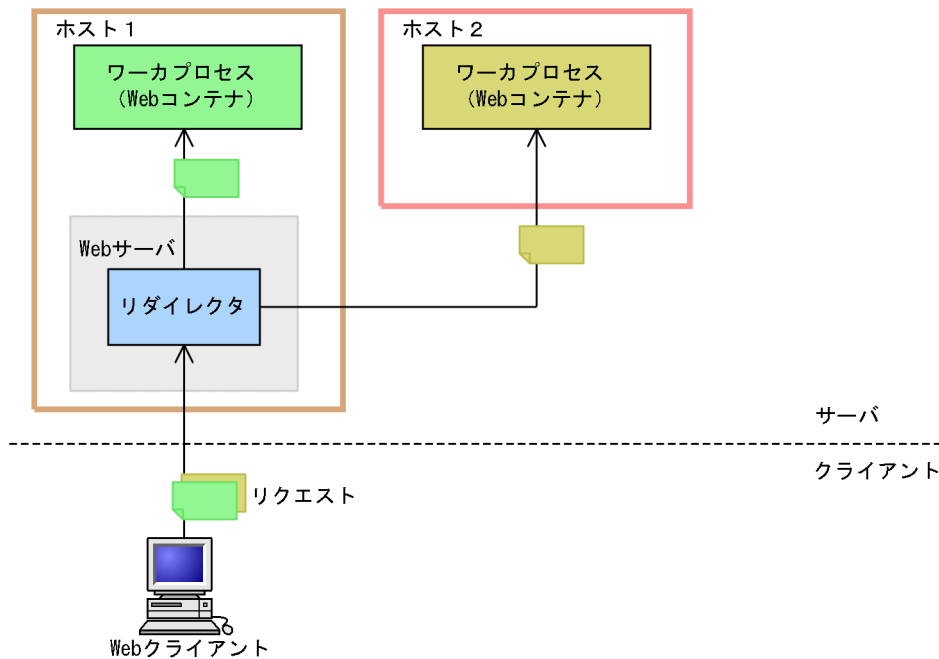 ホスト1
ホスト2
ワーカプロセス
(Webコンテナ)
ワーカプロセス
(Webコンテナ)
Webサーバ
リダイレクタ
サーバ
クライアント
リクエスト
Webクライアント